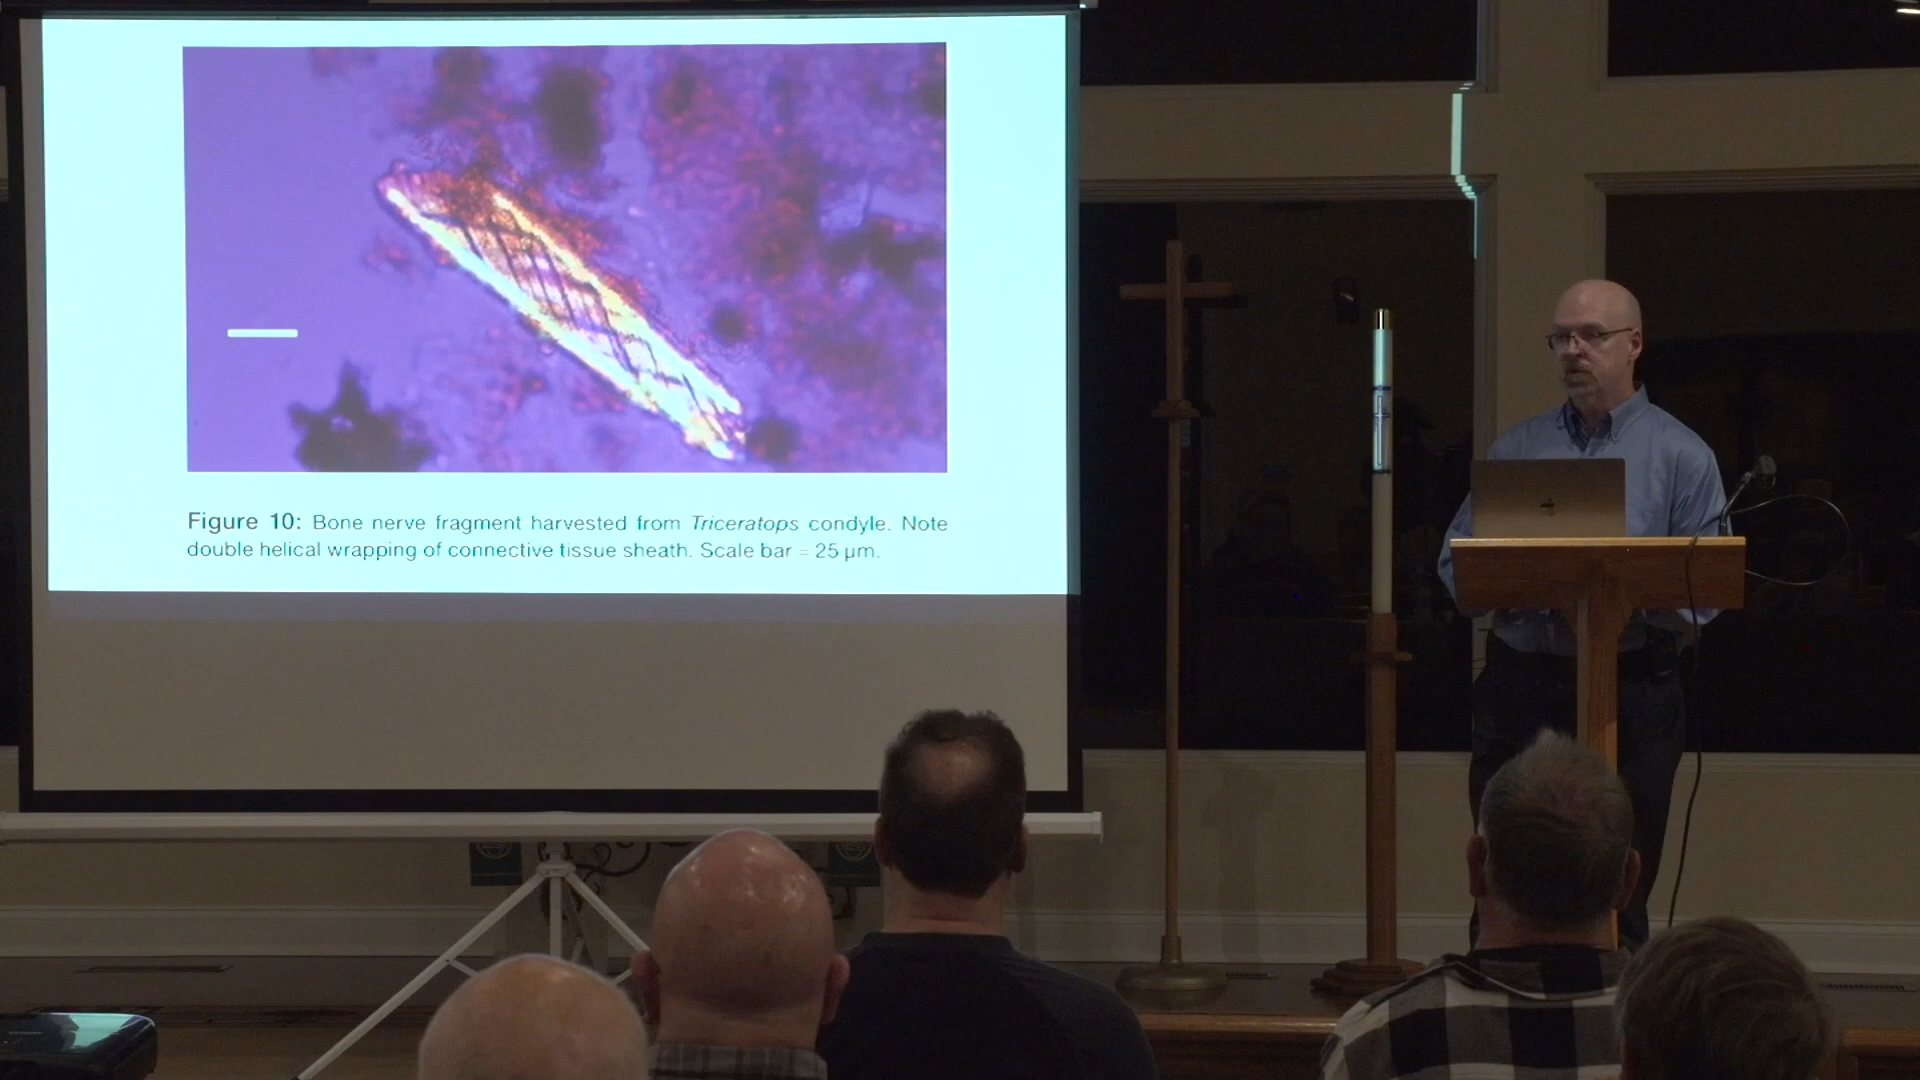 Figure 10: Bone nerve fragment harvested from Triceratops condyle. Note
double helical wrapping of connective tissue sheath. Scale bar = 25 µm.